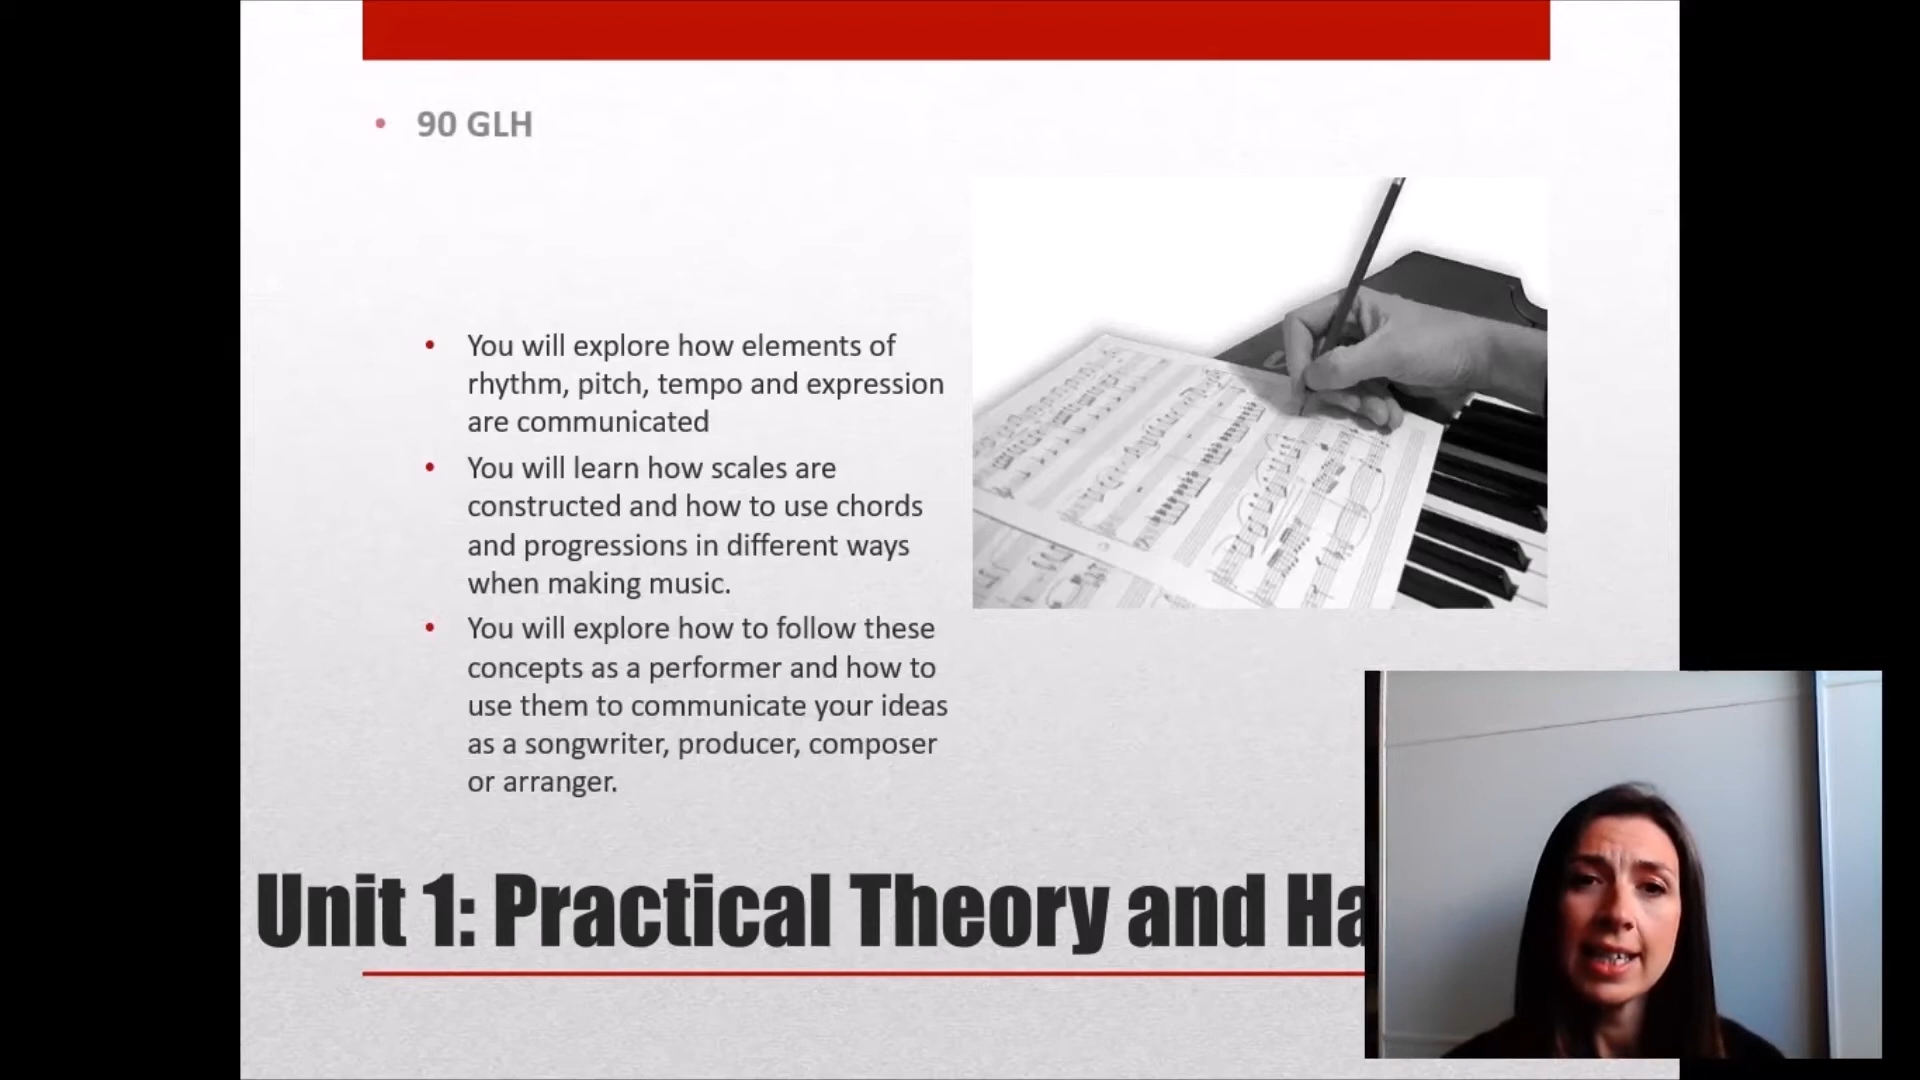 90 GLH
You will explore how elements of
rhythm, pitch, tempo and expression
are communicated
You will learn how scales are
constructed and how to use chords
and progressions in different ways
when making music.
You will explore how to follow these
concepts as a performer and how to
use them to communicate your ideas
as a songwriter, producer, composer
or arranger.
Unit 1: Practical Theory and Ha